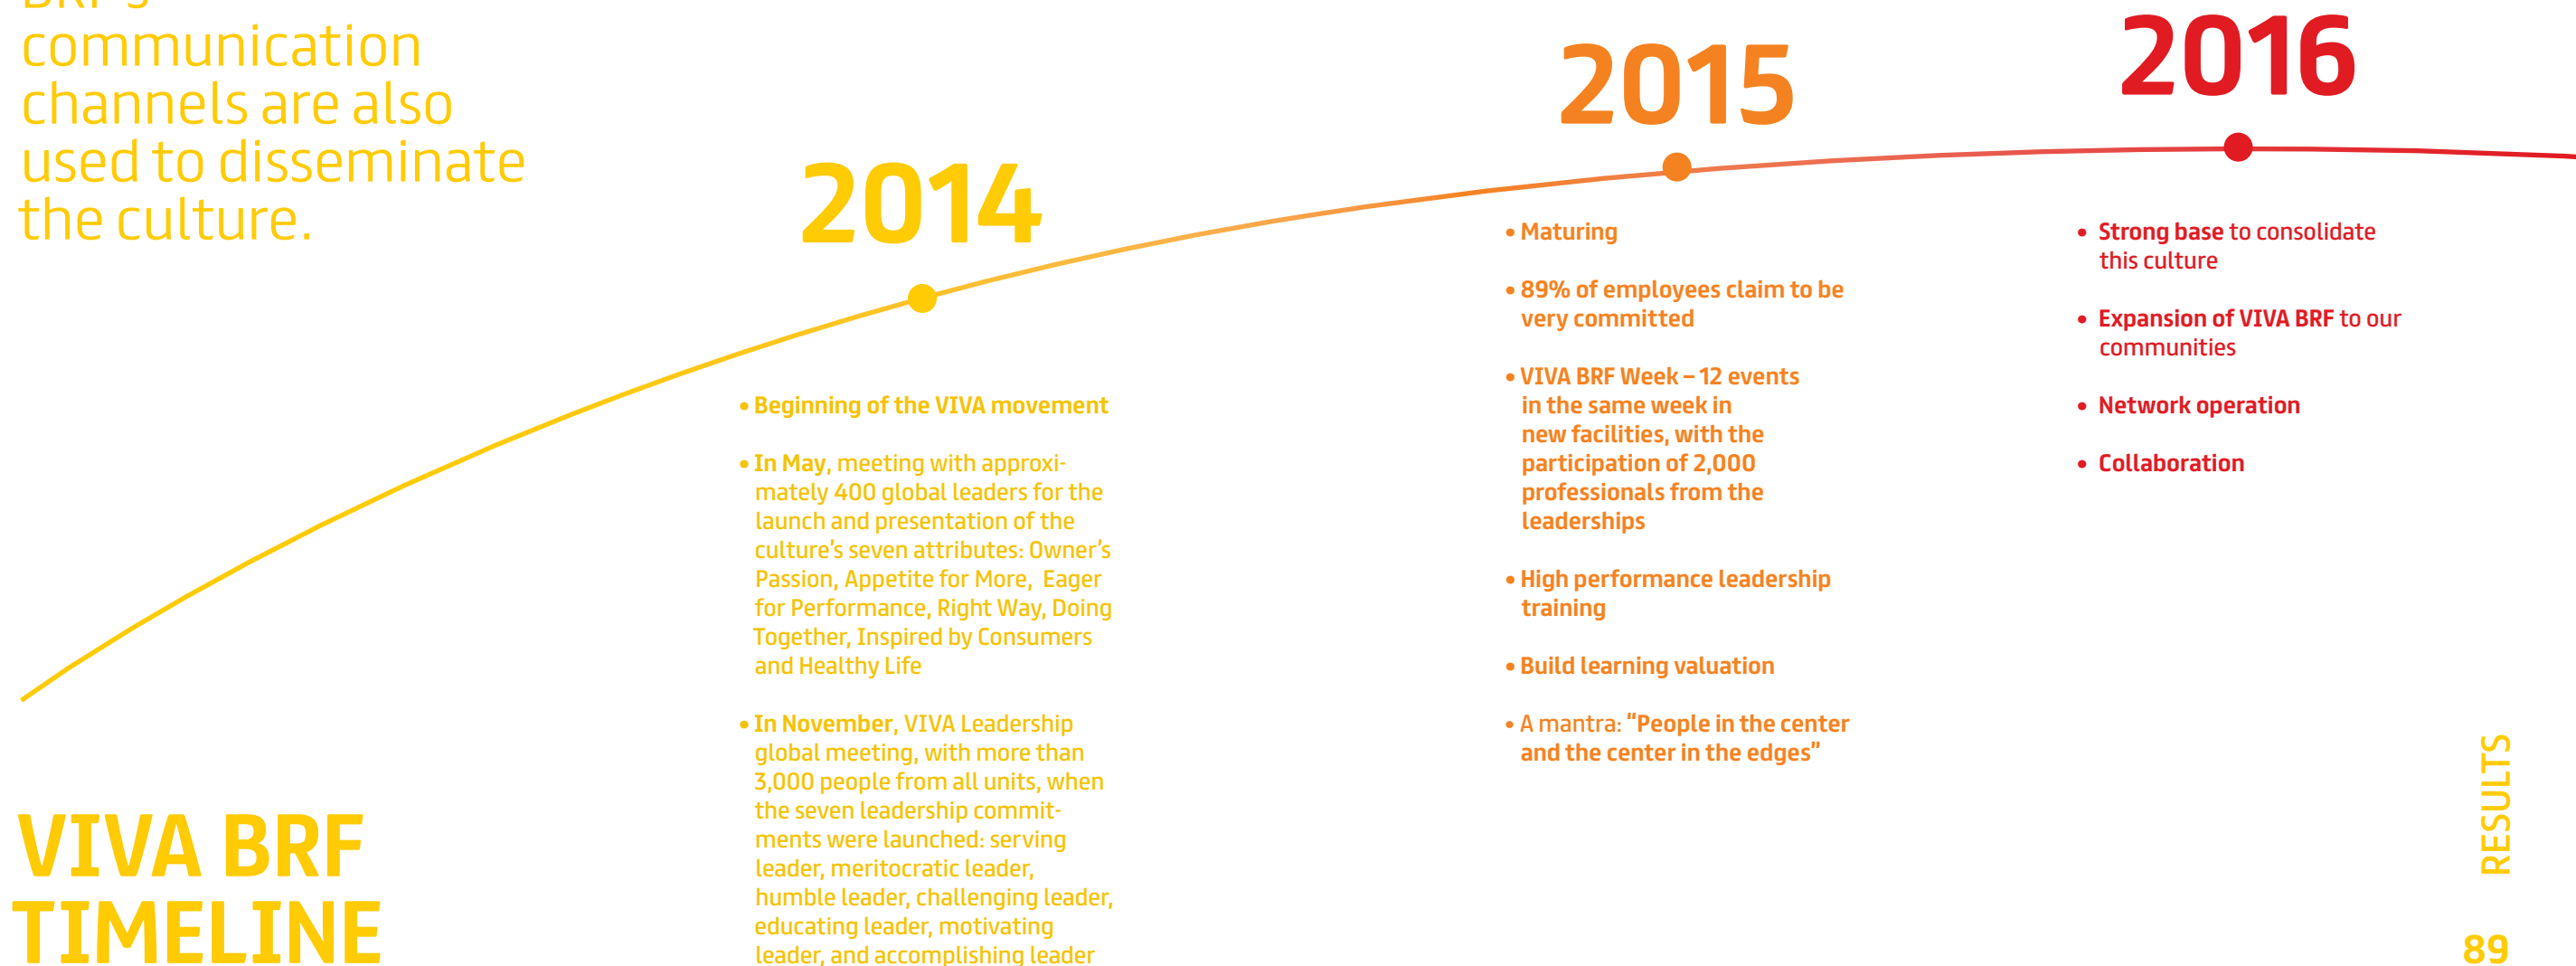 BRF's
communication
channels are also
used to disseminate
the culture.
VIVA BRF
TIMELINE
2014
• Beginning of the VIVA movement
• In May, meeting with approxi-
mately 400 global leaders for the
launch and presentation of the
culture’s seven attributes: Owner’s
Passion, Appetite for More, Eager
for Performance, Right Way, Doing
Together, Inspired by Consumers
and Healthy Life
• In November, VIVA Leadership
global meeting, with more than
3,000 people from all units, when
the seven leadership commit-
ments were launched: serving
leader, meritocratic leader,
humble leader, challenging leader,
educating leader, motivating
leader, and accomplishing leader
2015
• Maturing
• 89% of employees claim to be
very committed
• VIVA BRF Week – 12 events
in the same week in
new facilities, with the
participation of 2,000
professionals from the
leaderships
• High performance leadership
training
• Build learning valuation
• A mantra: “People in the center
and the center in the edges”
2016
• Strong base to consolidate
this culture
• Expansion of VIVA BRF to our
communities
• Network operation
• Collaboration
RESULTS
89